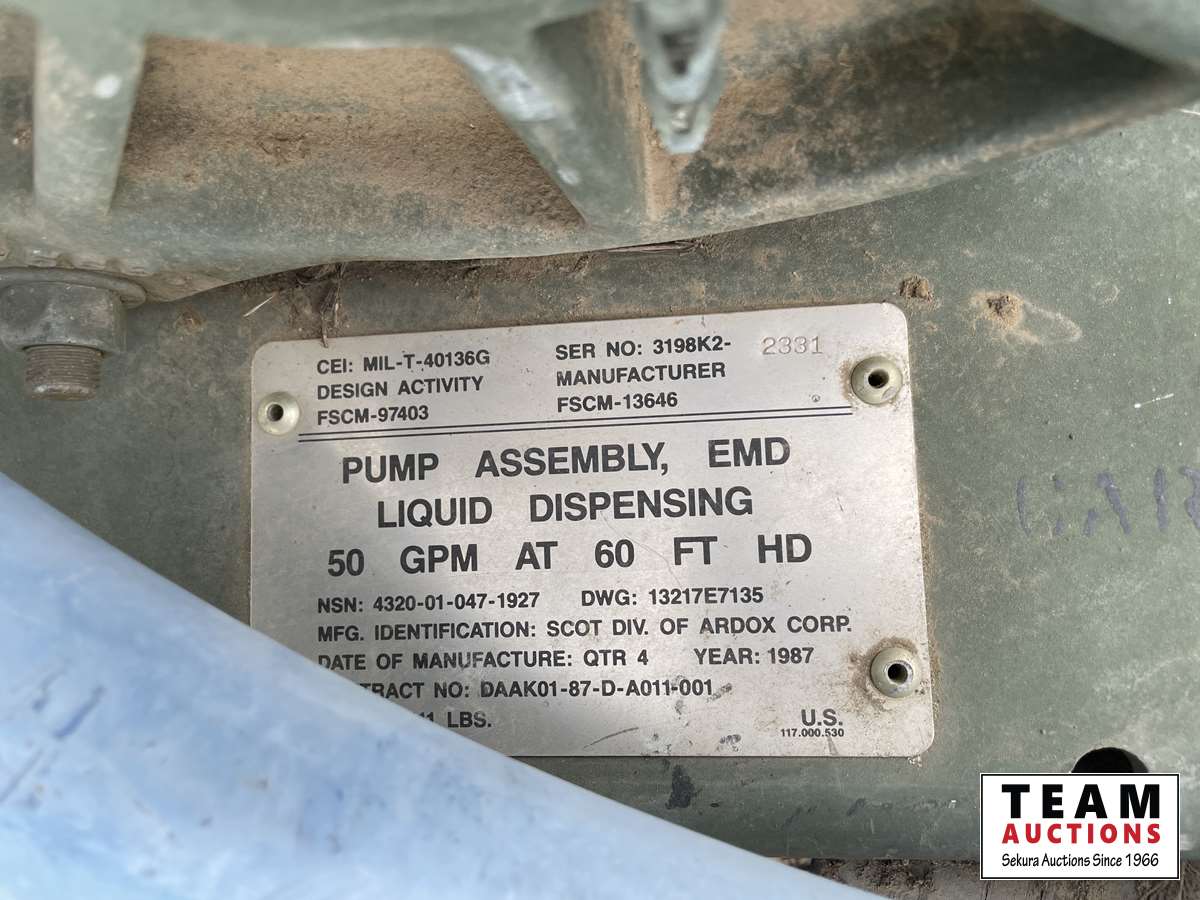 CEI: MIL-T-40136G SER NO: 3198K2- 2331
DESIGN ACTIVITY MANUFACTURER
FSCM-97403 FSCM-13646
PUMP ASSEMBLY, EMD
LIQUID DISPENSING
50 GPM AT 60 FT HD
NSN: 4320-01-047-1927 DWG: 13217E7135
MFG. IDENTIFICATION: SCOT DIV. OF ARDOX CORP.
DATE OF MANUFACTURE: QTR 4 YEAR: 1987
TRACT NO: DAAK01-87-D-A011-001
LBS. U.S.
117.000.530
TEAM
AUCTIONS
Sekura Auctions Since 1966